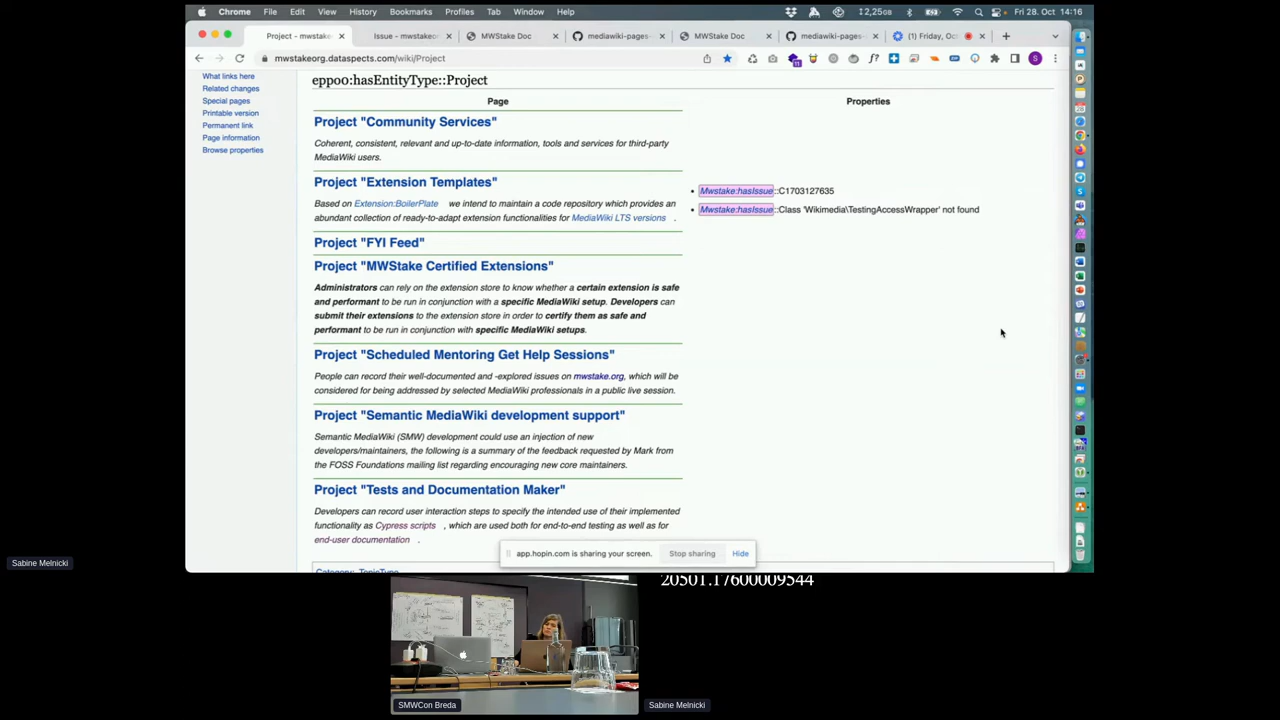 Chrome File Edit View History Bookmarks Profiles Tab Window Help
2,25GB
Fri 28. Oct 14:16
Project - mwstake
Issue - mwstakeor
MWStake Doc
mediawiki-pages-
MWStake Doc
mediawiki-pages-
(1) Friday, Oc
mwstakeorg.dataspects.com/wiki/Project
What links here
Related changes
Special pages
Printable version
Permanent link
Page information
Browse properties
eppo0:hasEntityType::Project
Page
Properties
Project "Community Services"
Coherent, consistent, relevant and up-to-date information, tools and services for third-party
MediaWiki users.
Project "Extension Templates"
Based on Extension:BoilerPlate we intend to maintain a code repository which provides an
abundant collection of ready-to-adapt extension functionalities for MediaWiki LTS versions .
Mwstake:hasIssue::C1703127635
Mwstake:hasIssue::Class 'Wikimedia\TestingAccessWrapper' not found
Project "FYI Feed"
Project "MWStake Certified Extensions"
Administrators can rely on the extension store to know whether a certain extension is safe
and performant to be run in conjunction with a specific MediaWiki setup. Developers can
submit their extensions to the extension store in order to certify them as safe and
performant to be run in conjunction with specific MediaWiki setups.
Project "Scheduled Mentoring Get Help Sessions"
People can record their well-documented and -explored issues on mwstake.org, which will be
considered for being addressed by selected MediaWiki professionals in a public live session.
Project "Semantic MediaWiki development support"
Semantic MediaWiki (SMW) development could use an injection of new
developers/maintainers, the following is a summary of the feedback requested by Mark from
the FOSS Foundations mailing list regarding encouraging new core maintainers.
Project "Tests and Documentation Maker"
Developers can record user interaction steps to specify the intended use of their implemented
functionality as Cypress scripts , which are used both for end-to-end testing as well as for
end-user documentation .
app.hopin.com is sharing your screen. Stop sharing Hide
Category: TopicType
Sabine Melnicki
20501.17600009544
SMWCon Breda
Sabine Melnicki